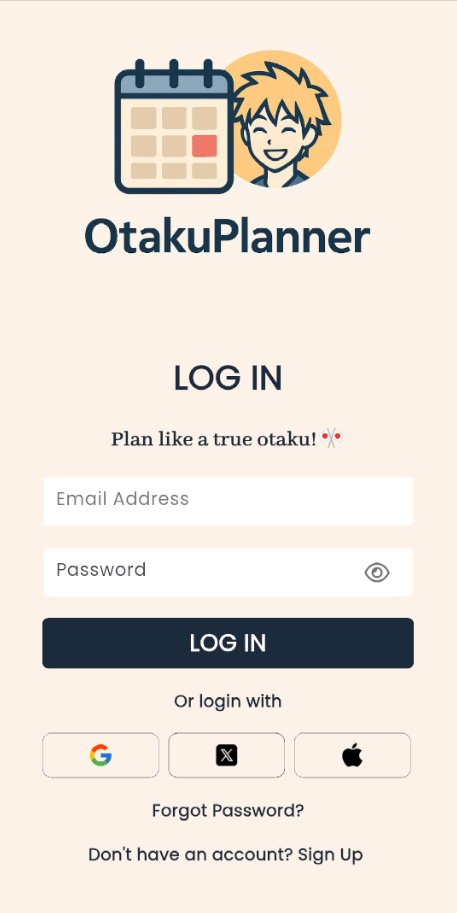 OtakuPlanner
LOG IN
Plan like a true otaku! 🎌
Email Address
Password
LOG IN
Or login with
Forgot Password?
Don't have an account? Sign Up